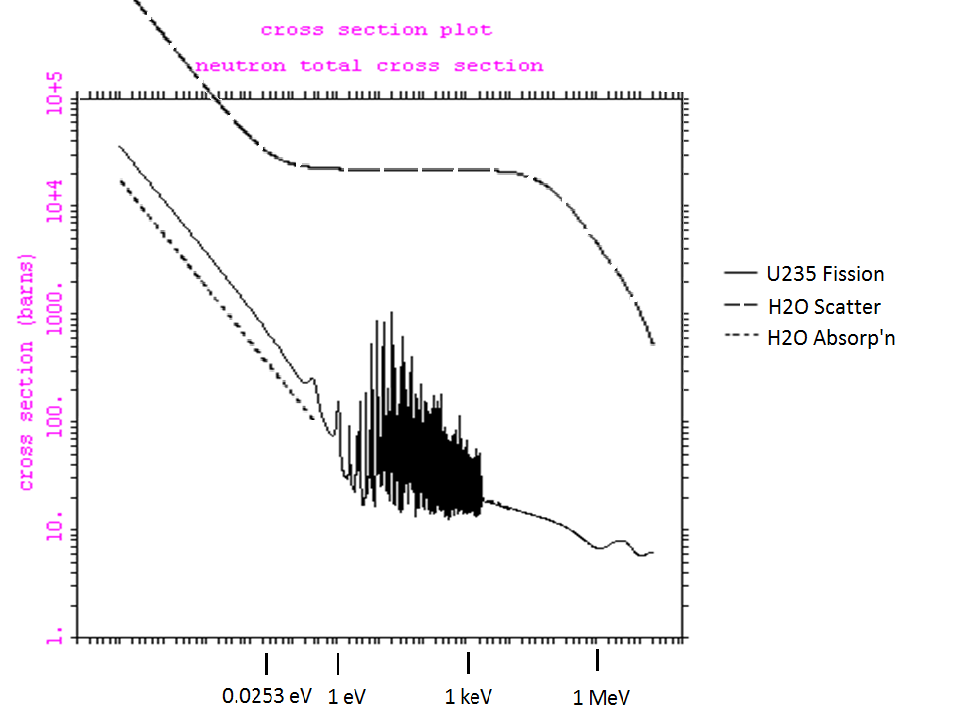 cross section plot
neutron total cross section
cross section (barns)
10+5
10+4
1000.
100.
10.
1.
U235 Fission
H2O Scatter
H2O Absorp'n
0.0253 eV
1 eV
1 keV
1 MeV